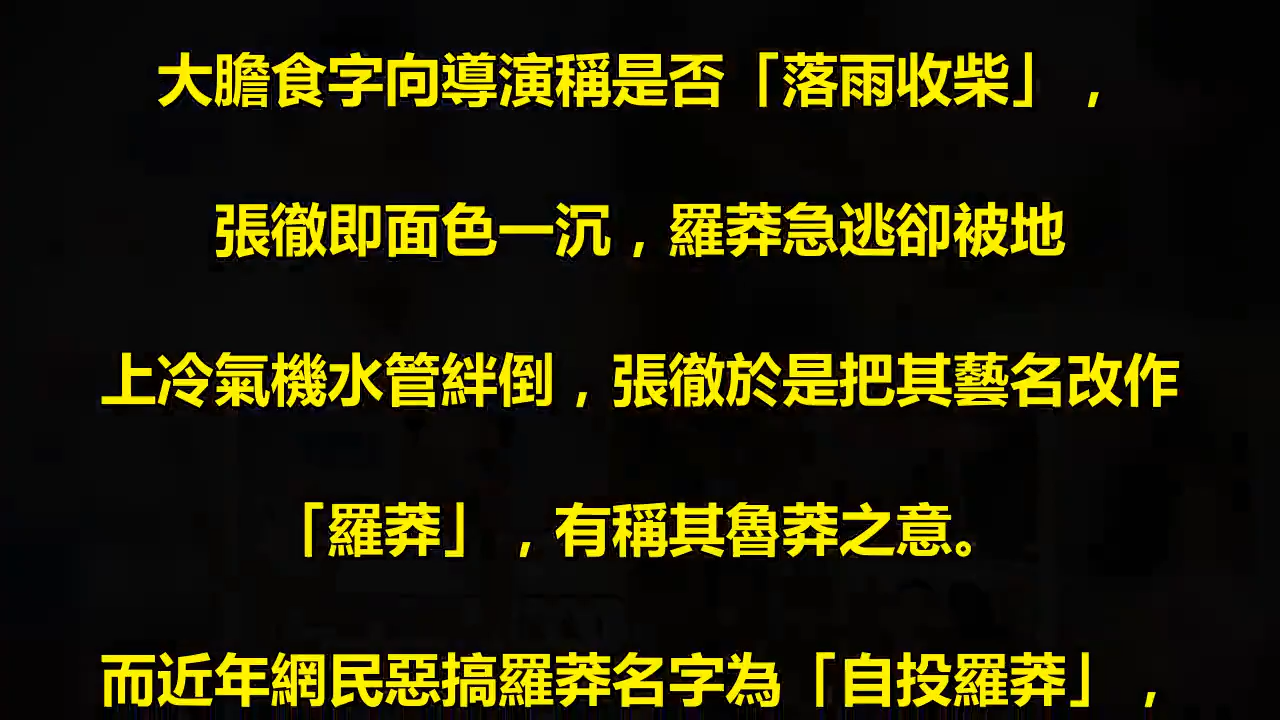 大膽食字向導演稱是否「落雨收柴」，
張徹即面色一沉，羅莽急逃卻被地
上冷氣機水管絆倒，張徹於是把其藝名改作
「羅莽」，有稱其魯莽之意。
而近年網民惡搞羅莽名字為「自投羅莽」，